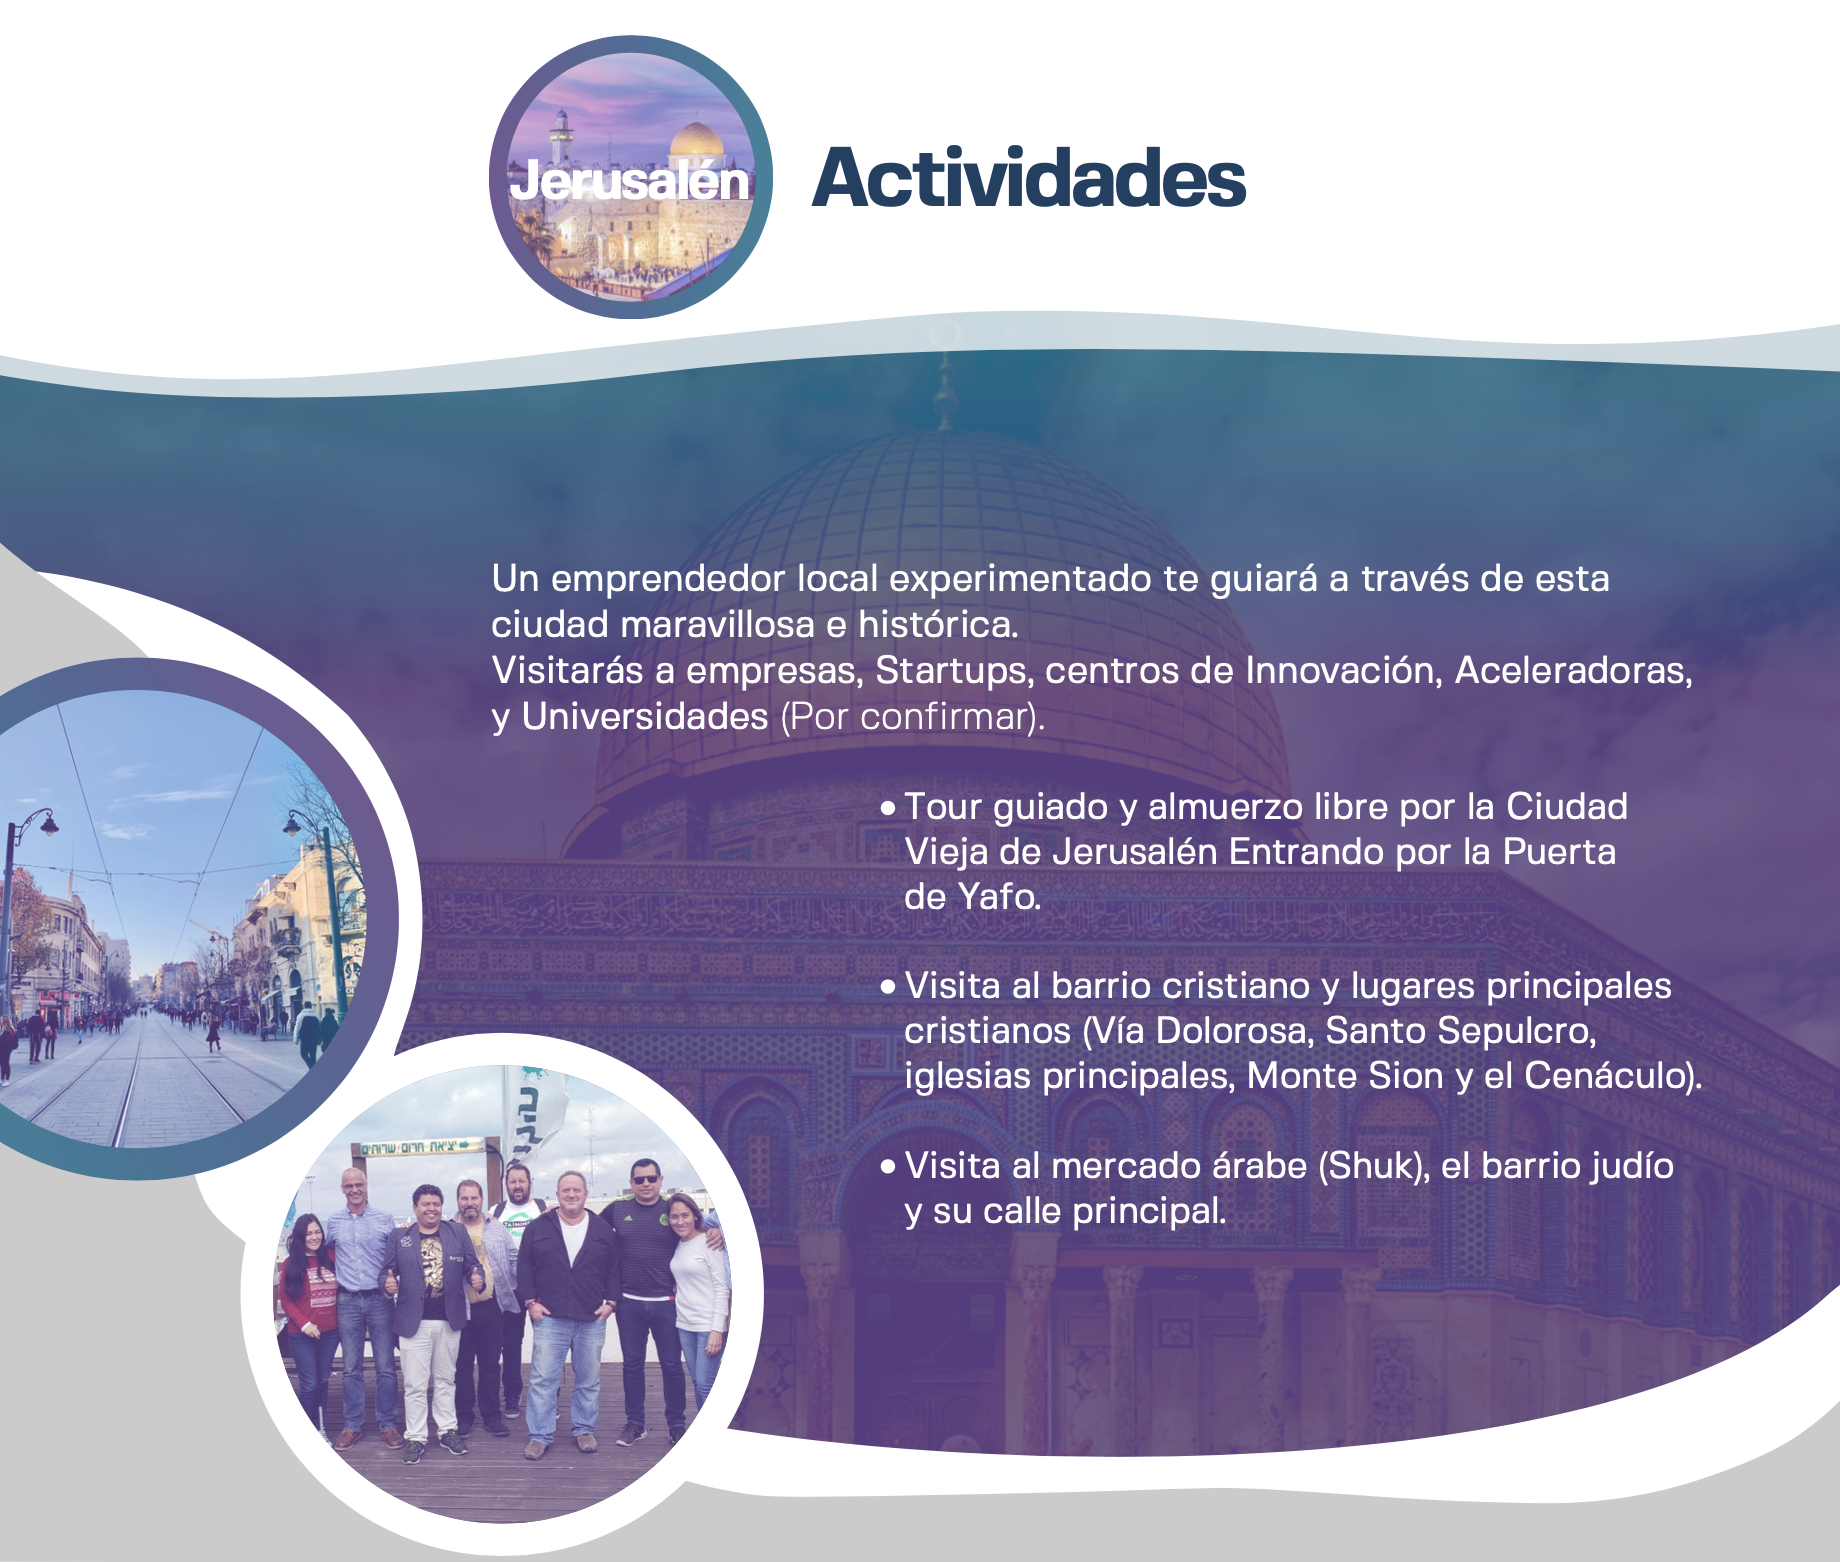 Jerusalén
Actividades
Un emprendedor local experimentado te guiará a través de esta
ciudad maravillosa e histórica.
Visitarás a empresas, Startups, centros de Innovación, Aceleradoras,
y Universidades (Por confirmar).
• Tour guiado y almuerzo libre por la Ciudad
Vieja de Jerusalén Entrando por la Puerta
de Yafo.
• Visita al barrio cristiano y lugares principales
cristianos (Vía Dolorosa, Santo Sepulcro,
iglesias principales, Monte Sion y el Cenáculo).
יציאת חרום/שרותים
• Visita al mercado árabe (Shuk), el barrio judío
y su calle principal.